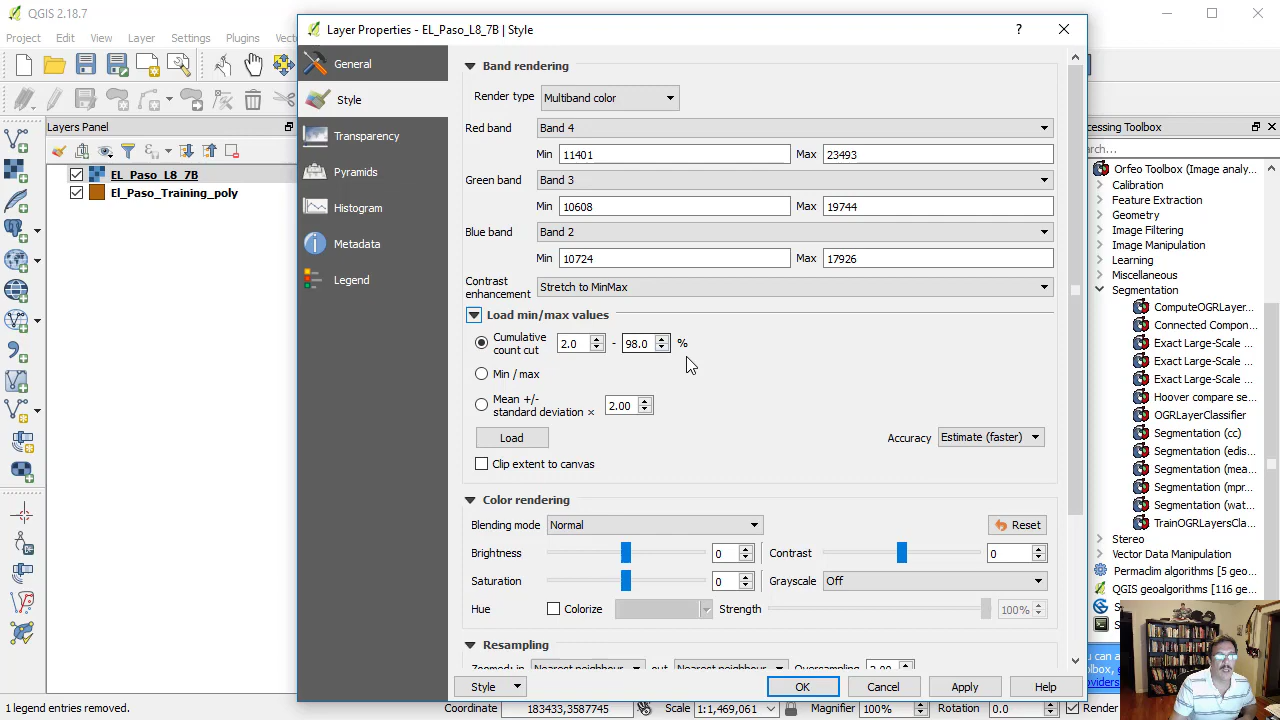 QGIS 2.18.7
Layer Properties - EL_Paso_L8_7B | Style
Project Edit View Layer Settings Plugins
General
Style
Transparency
Pyramids
Histogram
Metadata
Legend
Layers Panel
EL_Paso_L8_7B
El_Paso_Training_poly
Band rendering
Render type Multiband color
Red band Band 4
Min 11401 Max 23493
Green band Band 3
Min 10608 Max 19744
Blue band Band 2
Min 10724 Max 17926
Contrast
enhancement Stretch to MinMax
Load min/max values
Cumulative
count cut 2.0 - 98.0 %
Min / max
Mean +/-
standard deviation × 2.00
Load Accuracy Estimate (faster)
Clip extent to canvas
Color rendering
Blending mode Normal Reset
Brightness 0 Contrast 0
Saturation 0 Grayscale Off
Hue Colorize Strength 100%
Resampling
Style OK Cancel Apply Help
Orfeo Toolbox (Image analy...
Calibration
Feature Extraction
Geometry
Image Filtering
Image Manipulation
Learning
Miscellaneous
Segmentation
ComputeOGRLayer...
Connected Compon...
Exact Large-Scale ...
Exact Large-Scale ...
Exact Large-Scale ...
Hoover compare se...
OGRLayerClassifier
Segmentation (cc)
Segmentation (edis...
Segmentation (mea...
Segmentation (mpr...
Segmentation (wat...
TrainOGRLayersCla...
Stereo
Vector Data Manipulation
Permaclim algorithms [5 geo...
QGIS geoalgorithms [116 ge...
1 legend entries removed.
Coordinate 183433,3587745 Scale 1:1,469,061 Magnifier 100% Rotation 0.0 Render